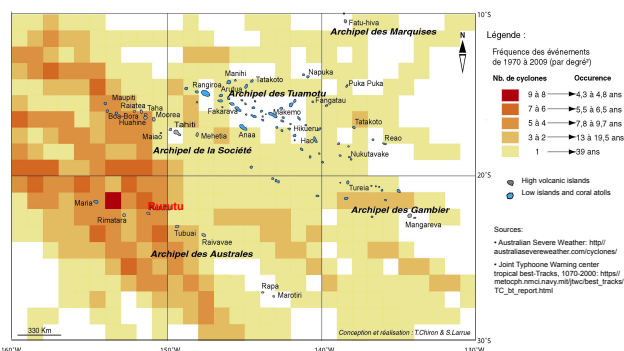 10°S
Fatu-hiva
Archipel des Marquises
N
Légende :
Fréquence des événements
de 1970 à 2009 (par degré²)
Nb. de cyclones
Occurence
9 à 8
4,3 à 4,8 ans
7 à 6
5,5 à 6,5 ans
5 à 4
7,8 à 9,7 ans
3 à 2
13 à 19,5 ans
1
39 ans
High volcanic islands
Low islands and coral atolls
Sources:
• Australian Severe Weather: http//
australiasevereweather.com/cyclones/
• Joint Typhoone Warning center
tropical best-Tracks, 1070-2000: https//
metocph.nmci.navy.mit/jtwc/best_tracks/
TC_bt_report.html
Manihi
Tatakoto
Napuka
Rangiroa
Arutua
Puka Puka
Archipel des Tuamotu
Maupiti
Raiatea
Taha
Bora-Bora
Moorea
Huahine
Fakarava
Makemo
Fangatau
Tahiti
Maiao
Mehetia
Anaa
Hikueru
Tatakoto
Haoh
Reao
Archipel de la Société
Nukutavake
20°S
Tureia
Maria
Rurutu
Rimatara
Archipel des Gambier
Mangareva
Tubuai
Raivavae
Archipel des Australes
Rapa
Marotiri
330 Km
Conception et réalisation : T.Chiron & S.Larrue
30°S
160°W
150°W
140°W
130°W